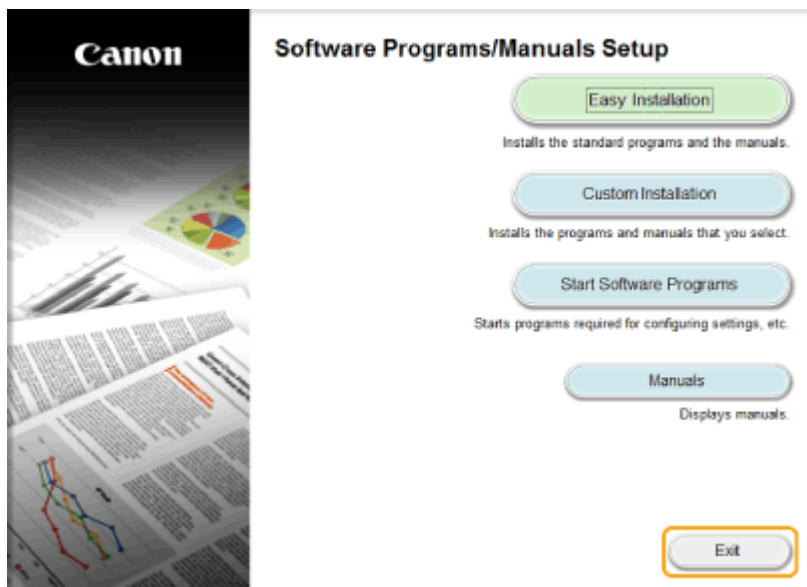 Canon
Software Programs/Manuals Setup
Easy Installation
Installs the standard programs and the manuals.
Custom Installation
Installs the programs and manuals that you select.
Start Software Programs
Starts programs required for configuring settings, etc.
Manuals
Displays manuals.
Exit